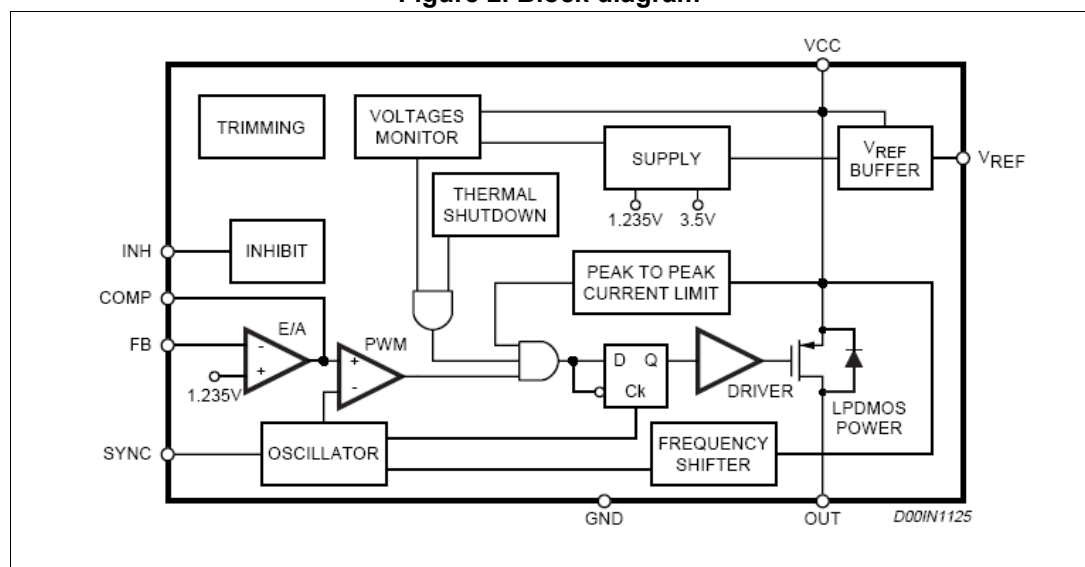 Figure 2. Block diagram
VCC
TRIMMING
VOLTAGES
MONITOR
SUPPLY
VREF
BUFFER
VREF
THERMAL
SHUTDOWN
1.235V
3.5V
INH
INHIBIT
PEAK TO PEAK
CURRENT LIMIT
COMP
E/A
FB
-
+
PWM
+
-
1.235V
D
Q
Ck
DRIVER
LPDMOS
POWER
SYNC
OSCILLATOR
FREQUENCY
SHIFTER
GND
OUT
D00IN1125